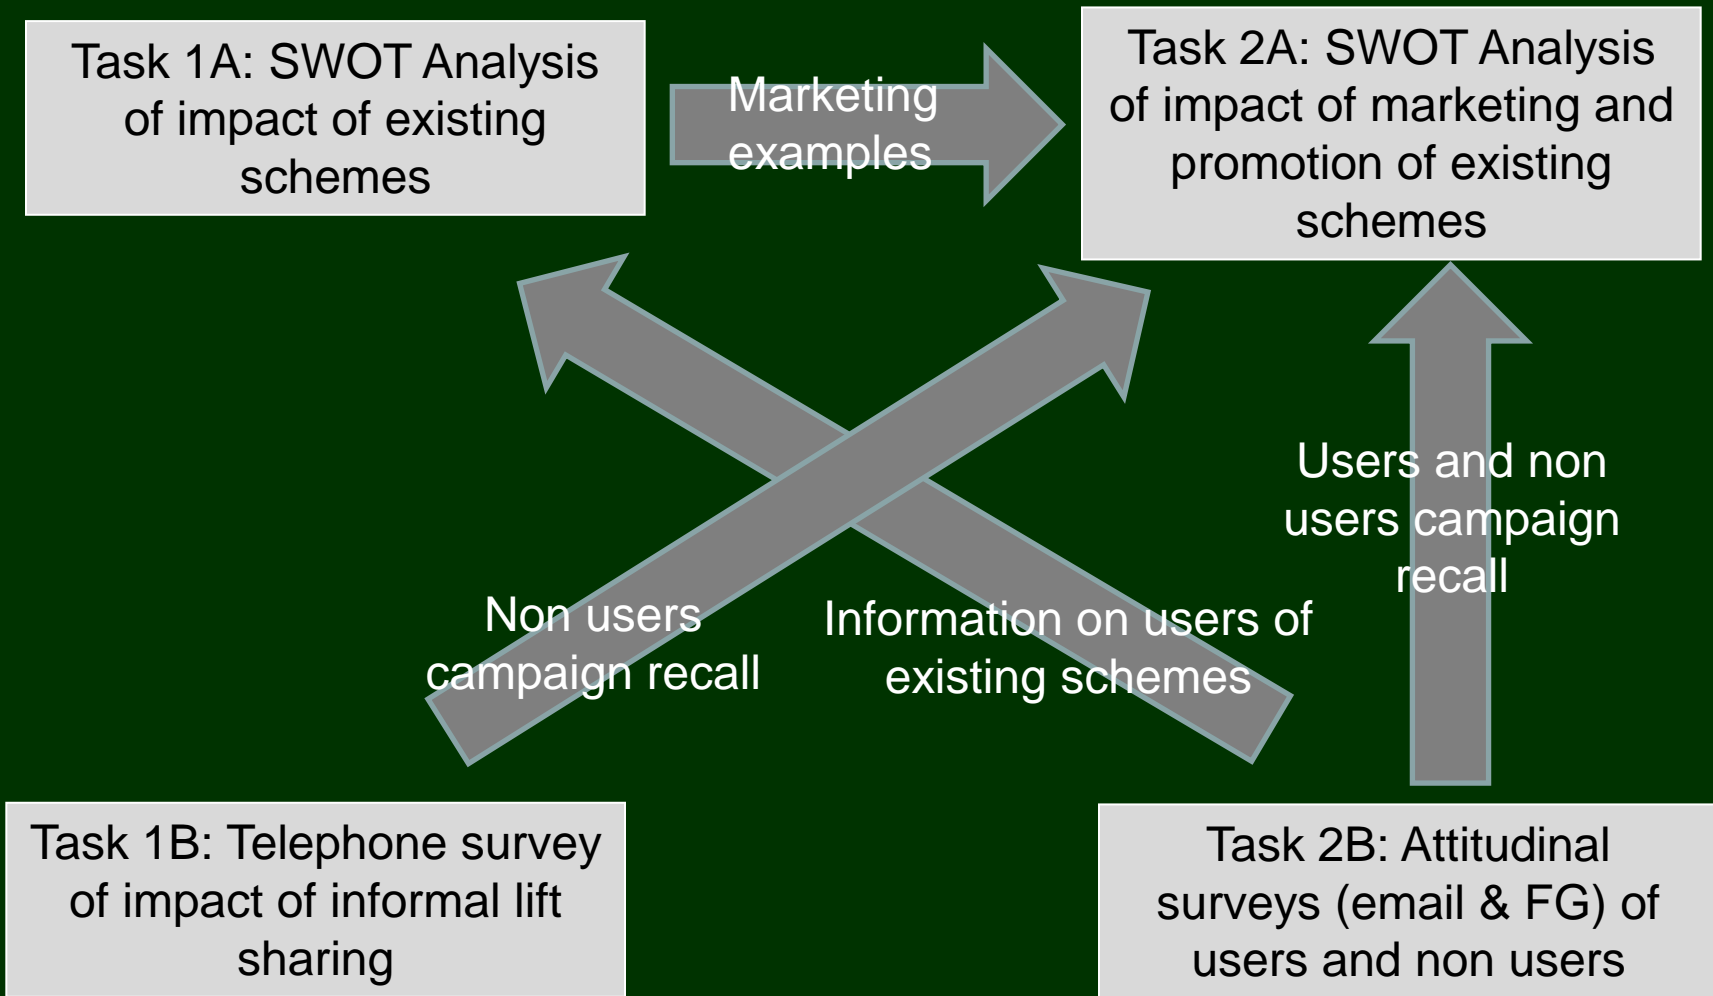 Task 1A: SWOT Analysis
of impact of existing
schemes
Marketing
examples
Task 2A: SWOT Analysis
of impact of marketing and
promotion of existing
schemes
Users and non
users campaign
recall
Non users
campaign recall
Information on users of
existing schemes
Task 1B: Telephone survey
of impact of informal lift
sharing
Task 2B: Attitudinal
surveys (email & FG) of
users and non users